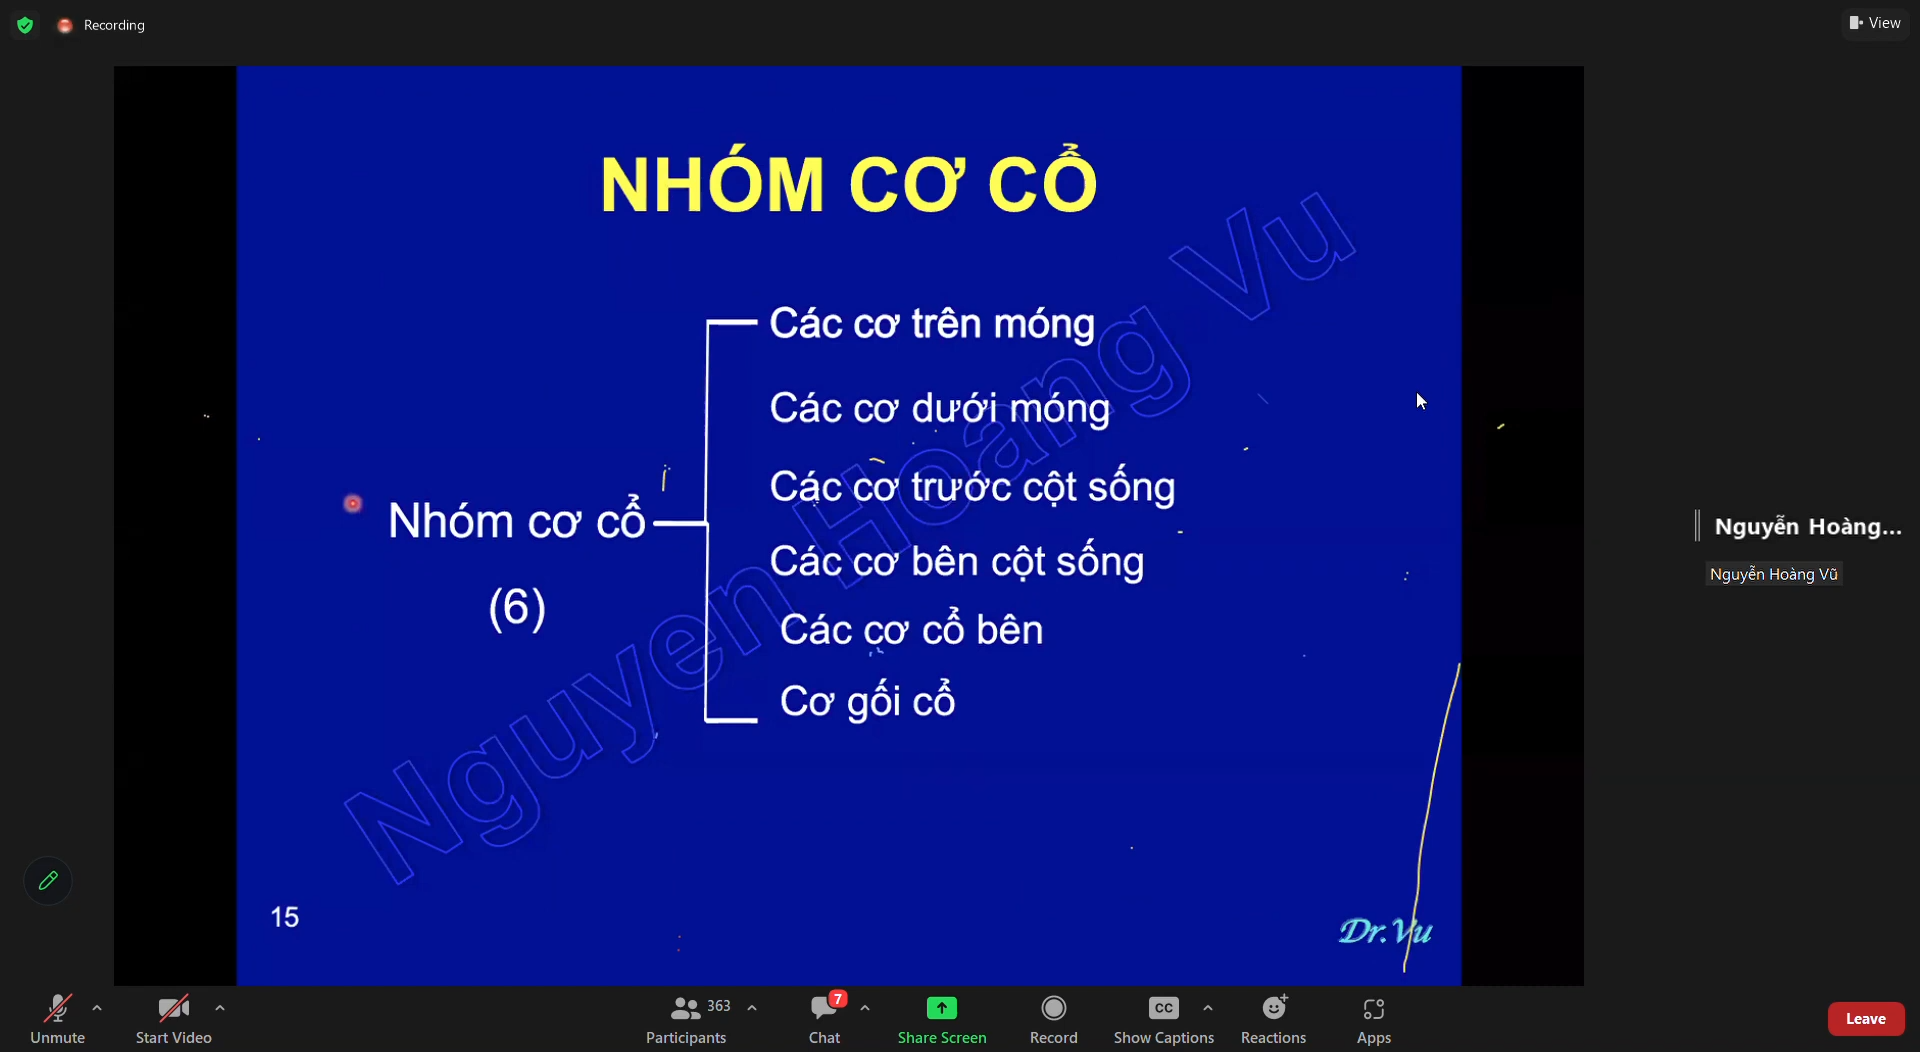 Recording
View
NHÓM CƠ CỔ
Các cơ trên móng
Các cơ dưới móng
Các cơ trước cột sống
Nhóm cơ cổ
Các cơ bên cột sống
(6)
Các cơ cổ bên
Cơ gối cổ
Nguyen Hoang Vu
Nguyễn Hoàng...
Nguyễn Hoàng Vũ
15
Dr.Vu
Unmute
Start Video
Participants
363
Chat
7
Share Screen
Record
CC
Show Captions
Reactions
Apps
Leave